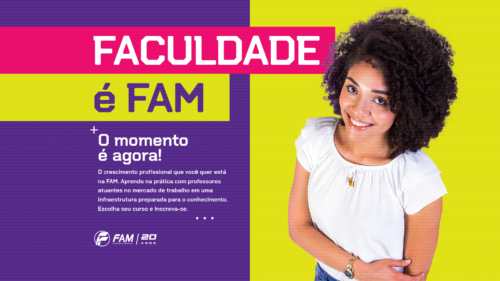 FACULDADE
é FAM
O momento
é agora!
O crescimento profissional que você quer está
na FAM. Aprenda na prática com professores
atuantes no mercado de trabalho em uma
infraestrutura preparada para o conhecimento.
Escolha seu curso e inscreva-se.
FAM 20
ANOS